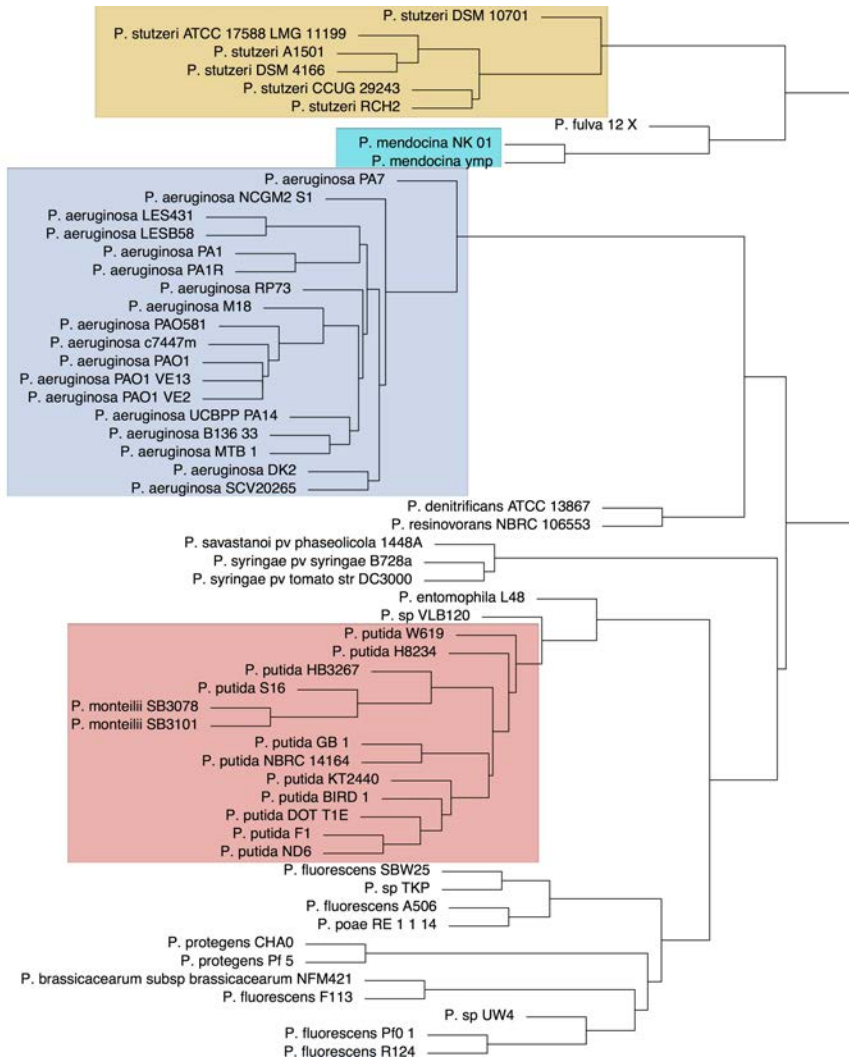 P. stutzeri DSM 10701
P. stutzeri ATCC 17588 LMG 11199
P. stutzeri A1501
P. stutzeri DSM 4166
P. stutzeri CCUG 29243
P. stutzeri RCH2
P. fulva 12 X
P. mendocina NK 01
P. mendocina ymp
P. aeruginosa PA7
P. aeruginosa NCGM2 S1
P. aeruginosa LES431
P. aeruginosa LESB58
P. aeruginosa PA1
P. aeruginosa PA1R
P. aeruginosa RP73
P. aeruginosa M18
P. aeruginosa PAO581
P. aeruginosa c7447m
P. aeruginosa PAO1
P. aeruginosa PAO1 VE13
P. aeruginosa PAO1 VE2
P. aeruginosa UCBPP PA14
P. aeruginosa B136 33
P. aeruginosa MTB 1
P. aeruginosa DK2
P. aeruginosa SCV20265
P. denitrificans ATCC 13867
P. resinovorans NBRC 106553
P. savastanoi pv phaseolicola 1448A
P. syringae pv syringae B728a
P. syringae pv tomato str DC3000
P. entomophila L48
P. sp VLB120
P. putida W619
P. putida H8234
P. putida HB3267
P. putida S16
P. monteilii SB3078
P. monteilii SB3101
P. putida GB 1
P. putida NBRC 14164
P. putida KT2440
P. putida BIRD 1
P. putida DOT T1E
P. putida F1
P. putida ND6
P. fluorescens SBW25
P. sp TKP
P. fluorescens A506
P. poae RE 1 1 14
P. protegens CHA0
P. protegens Pf 5
P. brassicacearum subsp brassicacearum NFM421
P. fluorescens F113
P. sp UW4
P. fluorescens Pf0 1
P. fluorescens R124